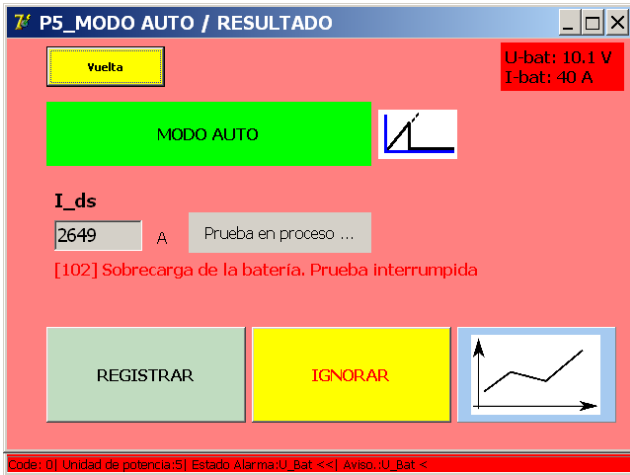 P5_MODO AUTO / RESULTADO
Vuelta
U-bat: 10.1 V
I-bat: 40 A
MODO AUTO
I_ds
2649 A Prueba en proceso ...
[102] Sobrecarga de la batería. Prueba interrumpida
REGISTRAR IGNORAR
Code: 0| Unidad de potencia:5| Estado Alarma:U_Bat <<| Aviso.:U_Bat <